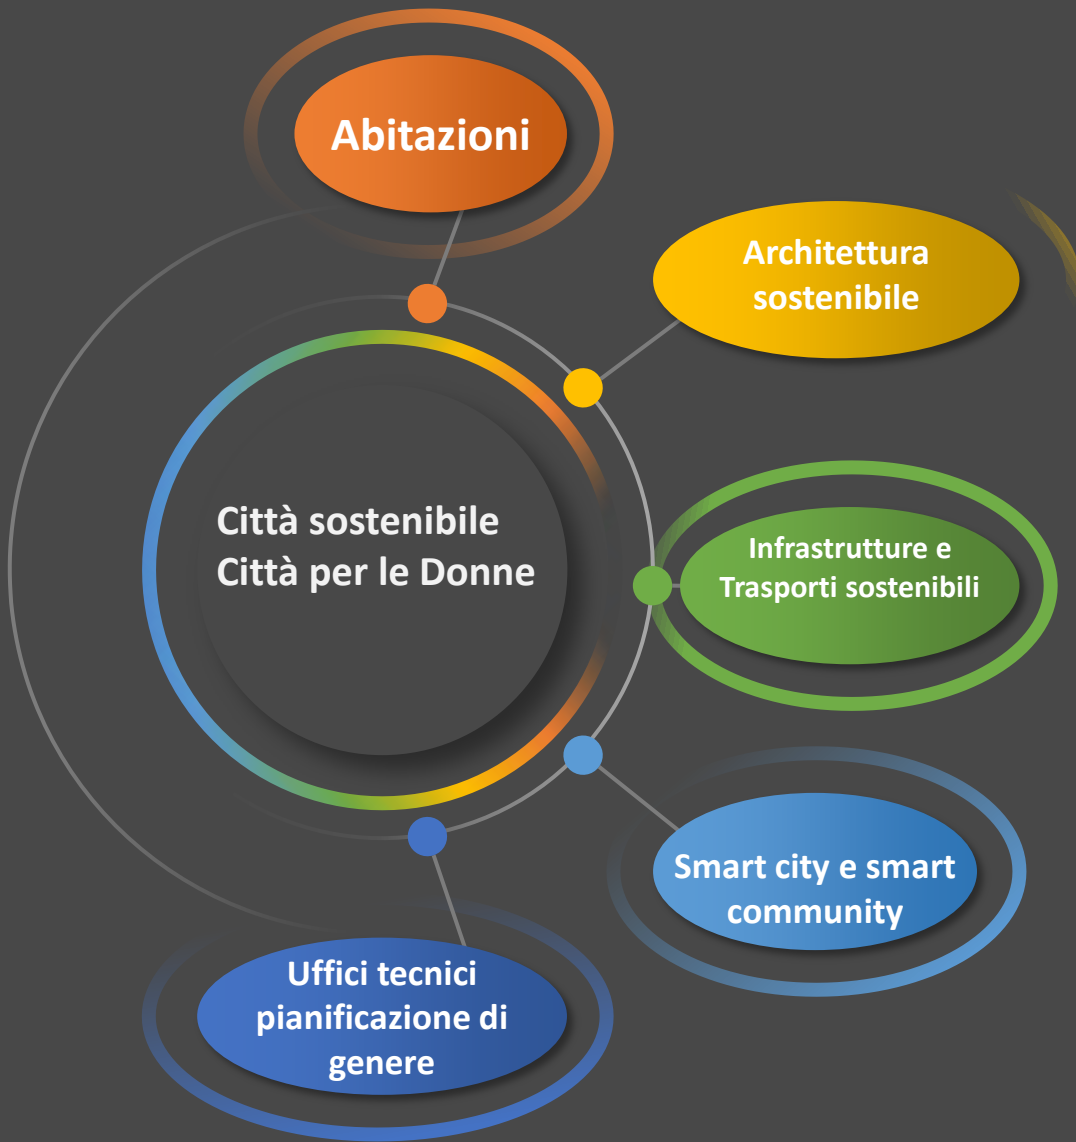 Abitazioni
Architettura
sostenibile
Città sostenibile
Città per le Donne
Infrastrutture e
Trasporti sostenibili
Smart city e smart
community
Uffici tecnici
pianificazione di
genere